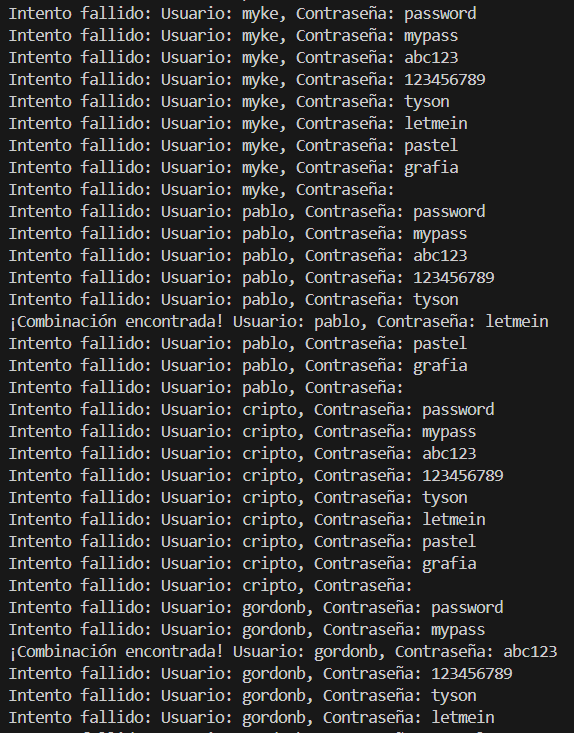 Intento fallido: Usuario: myke, Contraseña: password
Intento fallido: Usuario: myke, Contraseña: mypass
Intento fallido: Usuario: myke, Contraseña: abc123
Intento fallido: Usuario: myke, Contraseña: 123456789
Intento fallido: Usuario: myke, Contraseña: tyson
Intento fallido: Usuario: myke, Contraseña: letmein
Intento fallido: Usuario: myke, Contraseña: pastel
Intento fallido: Usuario: myke, Contraseña: grafia
Intento fallido: Usuario: myke, Contraseña:
Intento fallido: Usuario: pablo, Contraseña: password
Intento fallido: Usuario: pablo, Contraseña: mypass
Intento fallido: Usuario: pablo, Contraseña: abc123
Intento fallido: Usuario: pablo, Contraseña: 123456789
Intento fallido: Usuario: pablo, Contraseña: tyson
¡Combinación encontrada! Usuario: pablo, Contraseña: letmein
Intento fallido: Usuario: pablo, Contraseña: pastel
Intento fallido: Usuario: pablo, Contraseña: grafia
Intento fallido: Usuario: pablo, Contraseña:
Intento fallido: Usuario: cripto, Contraseña: password
Intento fallido: Usuario: cripto, Contraseña: mypass
Intento fallido: Usuario: cripto, Contraseña: abc123
Intento fallido: Usuario: cripto, Contraseña: 123456789
Intento fallido: Usuario: cripto, Contraseña: tyson
Intento fallido: Usuario: cripto, Contraseña: letmein
Intento fallido: Usuario: cripto, Contraseña: pastel
Intento fallido: Usuario: cripto, Contraseña: grafia
Intento fallido: Usuario: cripto, Contraseña:
Intento fallido: Usuario: gordonb, Contraseña: password
Intento fallido: Usuario: gordonb, Contraseña: mypass
¡Combinación encontrada! Usuario: gordonb, Contraseña: abc123
Intento fallido: Usuario: gordonb, Contraseña: 123456789
Intento fallido: Usuario: gordonb, Contraseña: tyson
Intento fallido: Usuario: gordonb, Contraseña: letmein